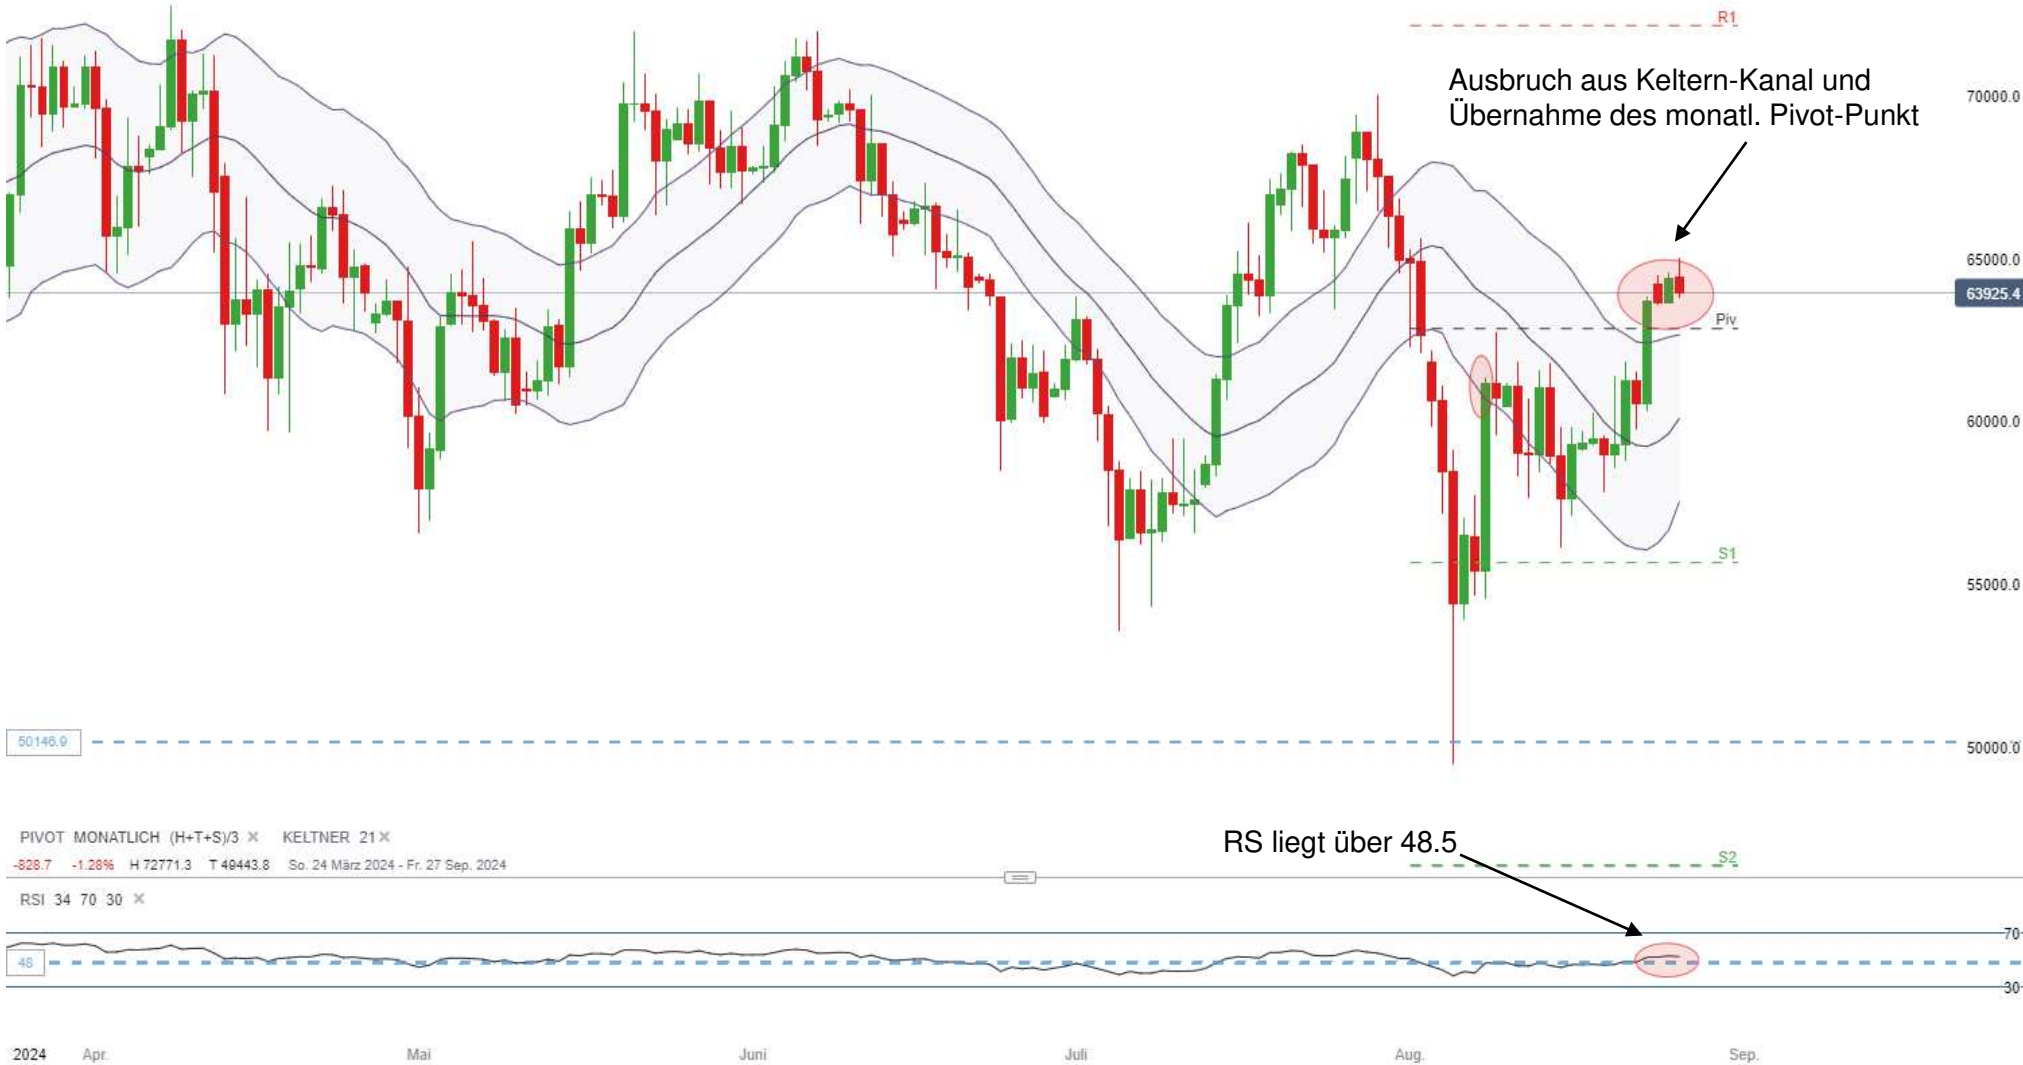 R1
Ausbruch aus Keltern-Kanal und
Übernahme des monatl. Pivot-Punkt
70000.0
65000.0
63925.4
Piv
60000.0
S1
55000.0
50146.9
50000.0
PIVOT MONATLICH (H+T+S)/3 × KELTNER 21 ×
-828.7 -1.28% H 72771.3 T 49443.8 So. 24 März 2024 - Fr. 27 Sep. 2024
RS liegt über 48.5
S2
RSI 34 70 30 ×
70
48
30
2024 Apr. Mai Juni Juli Aug. Sep.